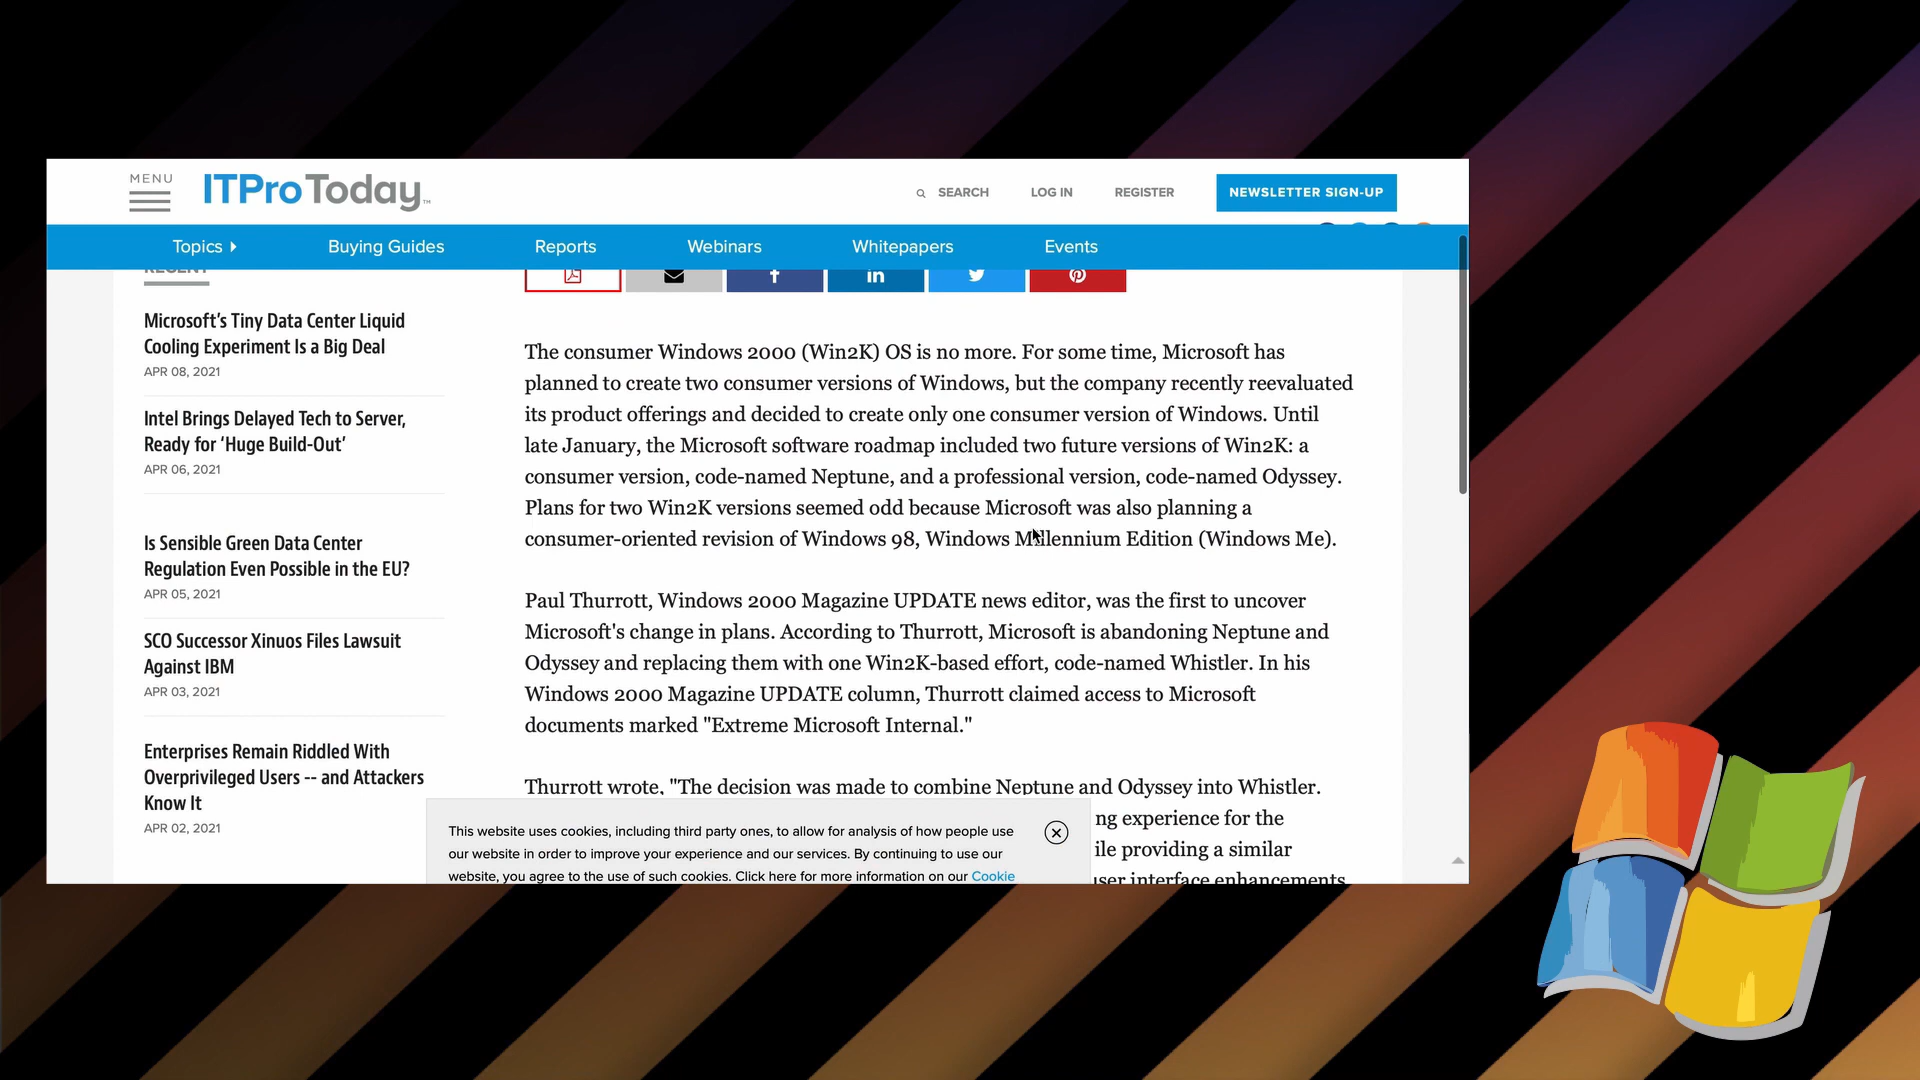 MENU
ITPro Today™
SEARCH
LOG IN
REGISTER
NEWSLETTER SIGN-UP
Topics
Buying Guides
Reports
Webinars
Whitepapers
Events
RECENT
Microsoft's Tiny Data Center Liquid
Cooling Experiment Is a Big Deal
APR 08, 2021
Intel Brings Delayed Tech to Server,
Ready for ‘Huge Build-Out’
APR 06, 2021
Is Sensible Green Data Center
Regulation Even Possible in the EU?
APR 05, 2021
SCO Successor Xinuos Files Lawsuit
Against IBM
APR 03, 2021
Enterprises Remain Riddled With
Overprivileged Users -- and Attackers
Know It
APR 02, 2021
The consumer Windows 2000 (Win2K) OS is no more. For some time, Microsoft has
planned to create two consumer versions of Windows, but the company recently reevaluated
its product offerings and decided to create only one consumer version of Windows. Until
late January, the Microsoft software roadmap included two future versions of Win2K: a
consumer version, code-named Neptune, and a professional version, code-named Odyssey.
Plans for two Win2K versions seemed odd because Microsoft was also planning a
consumer-oriented revision of Windows 98, Windows Millennium Edition (Windows Me).
Paul Thurrott, Windows 2000 Magazine UPDATE news editor, was the first to uncover
Microsoft's change in plans. According to Thurrott, Microsoft is abandoning Neptune and
Odyssey and replacing them with one Win2K-based effort, code-named Whistler. In his
Windows 2000 Magazine UPDATE column, Thurrott claimed access to Microsoft
documents marked "Extreme Microsoft Internal."
Thurrott wrote, "The decision was made to combine Neptune and Odyssey into Whistler.
ng experience for the
ile providing a similar
user interface enhancements
This website uses cookies, including third party ones, to allow for analysis of how people use
our website in order to improve your experience and our services. By continuing to use our
website, you agree to the use of such cookies. Click here for more information on our Cookie